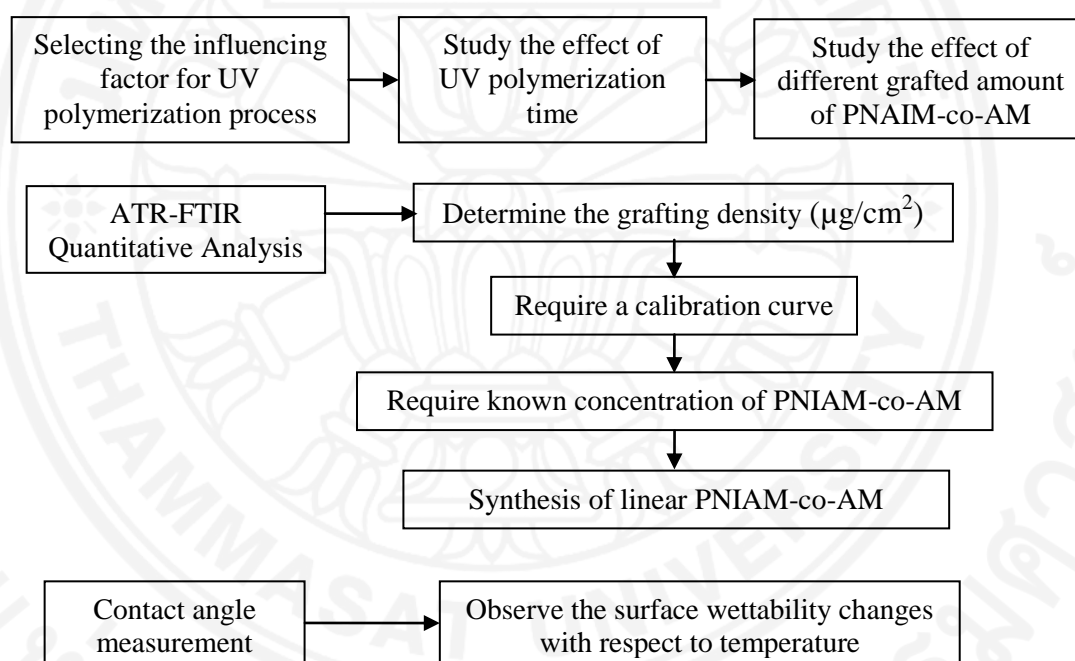 Selecting the influencing
factor for UV
polymerization process
Study the effect of
UV polymerization
time
Study the effect of
different grafted amount
of PNAIM-co-AM
ATR-FTIR
Quantitative Analysis
Determine the grafting density (µg/cm²)
Require a calibration curve
Require known concentration of PNIAM-co-AM
Synthesis of linear PNIAM-co-AM
Contact angle
measurement
Observe the surface wettability changes
with respect to temperature
THAMMASAT UNIVERSITY